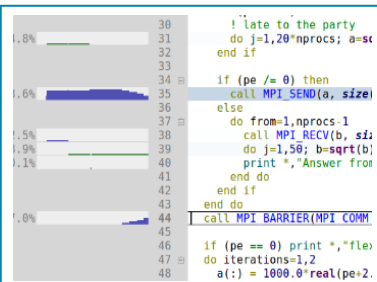 30 ! late to the party
.8% 31 do j=1,20*nprocs; a=sq
32 end if
33
34 if (pe /= 0) then
.6% 35 call MPI_SEND(a, size(
36 else
37 do from=1,nprocs-1
.5% 38 call MPI_RECV(b, siz
.9% 39 do j=1,50; b=sqrt(b)
0.1% 40 print *,"Answer from
41 end do
42 end if
43 end do
7.0% 44 call MPI_BARRIER(MPI_COMM_
45
46 if (pe == 0) print *,"flex
47 do iterations=1,2
48 a(:) = 1000.0*real(pe+2.